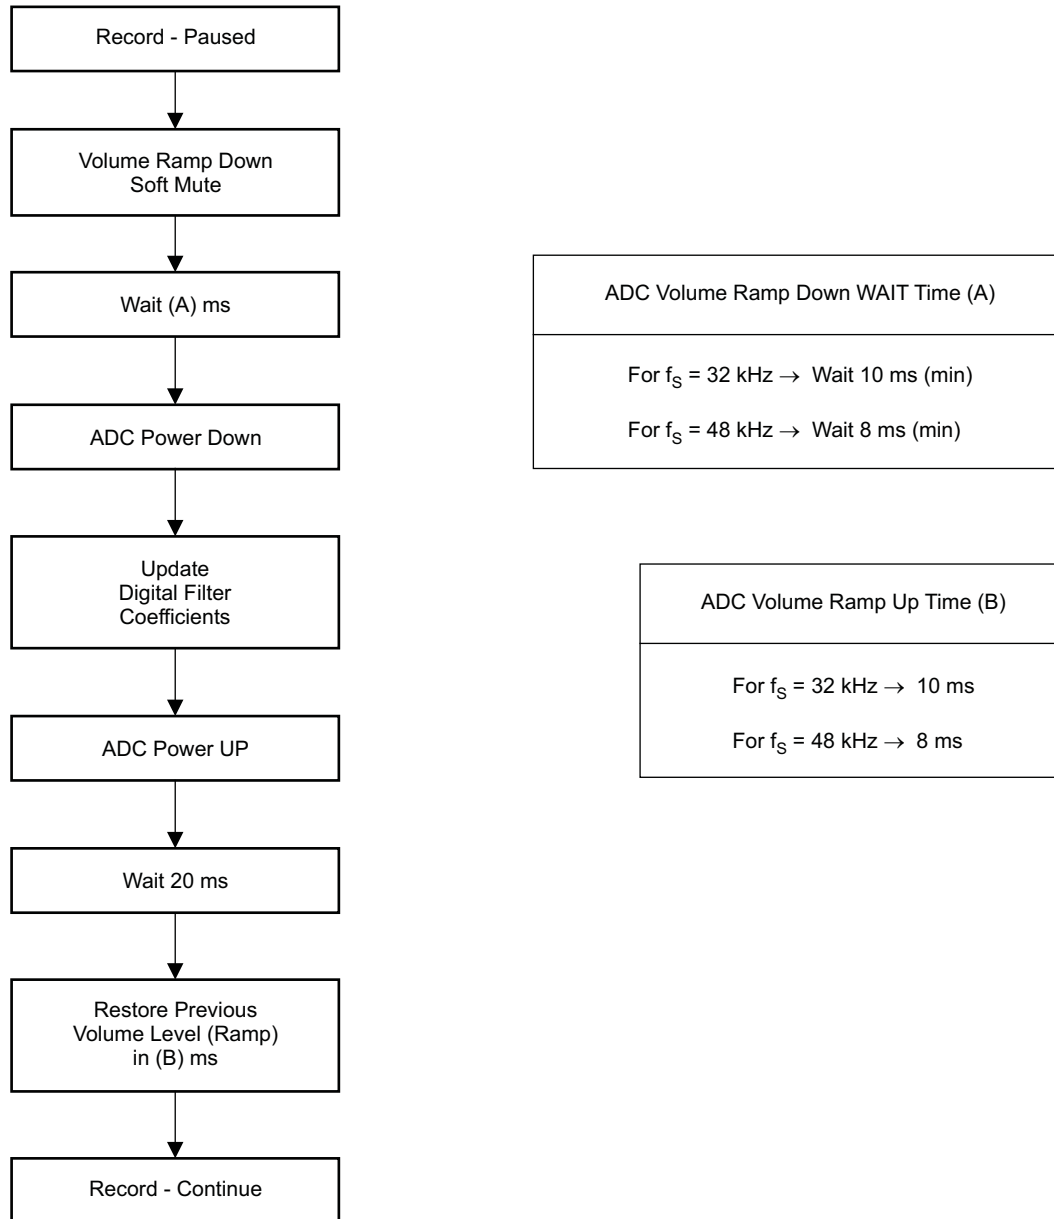 Record - Paused
Volume Ramp Down
Soft Mute
Wait (A) ms
ADC Power Down
Update
Digital Filter
Coefficients
ADC Power UP
Wait 20 ms
Restore Previous
Volume Level (Ramp)
in (B) ms
Record - Continue
ADC Volume Ramp Down WAIT Time (A)
For fS = 32 kHz → Wait 10 ms (min)
For fS = 48 kHz → Wait 8 ms (min)
ADC Volume Ramp Up Time (B)
For fS = 32 kHz → 10 ms
For fS = 48 kHz → 8 ms